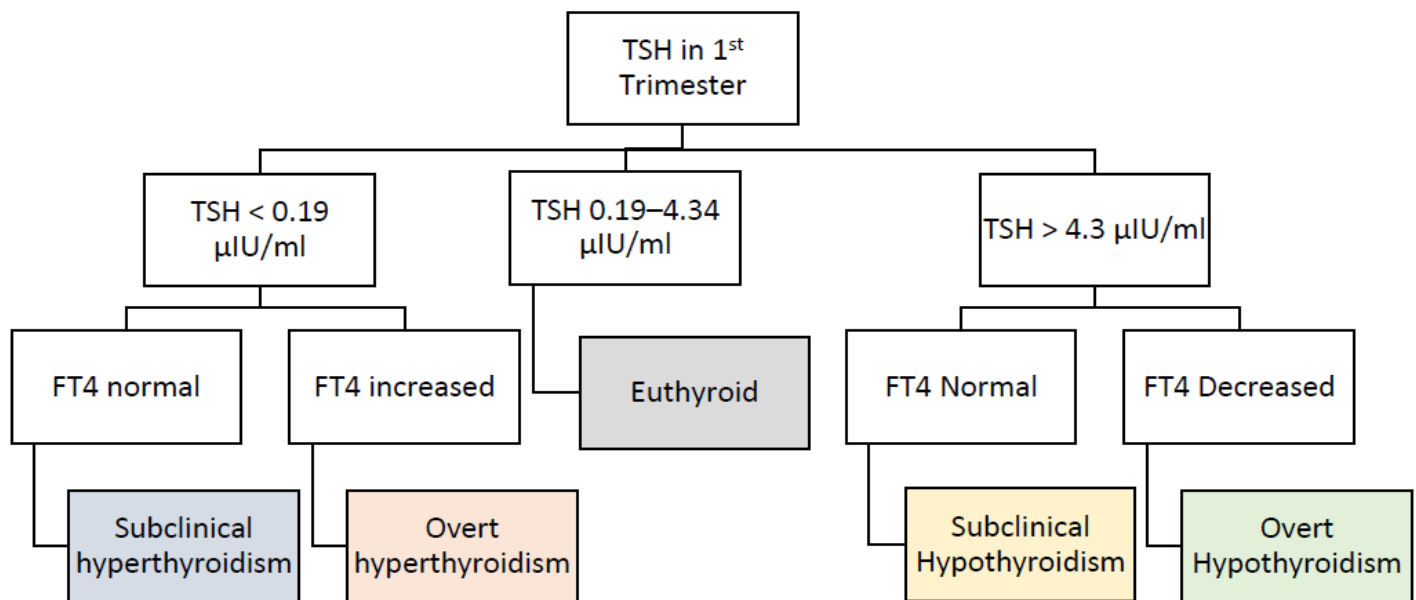 TSH in 1st
Trimester
TSH < 0.19
µIU/ml
TSH 0.19–4.34
µIU/ml
TSH > 4.3 µIU/ml
FT4 normal
FT4 increased
Euthyroid
FT4 Normal
FT4 Decreased
Subclinical
hyperthyroidism
Overt
hyperthyroidism
Subclinical
Hypothyroidism
Overt
Hypothyroidism